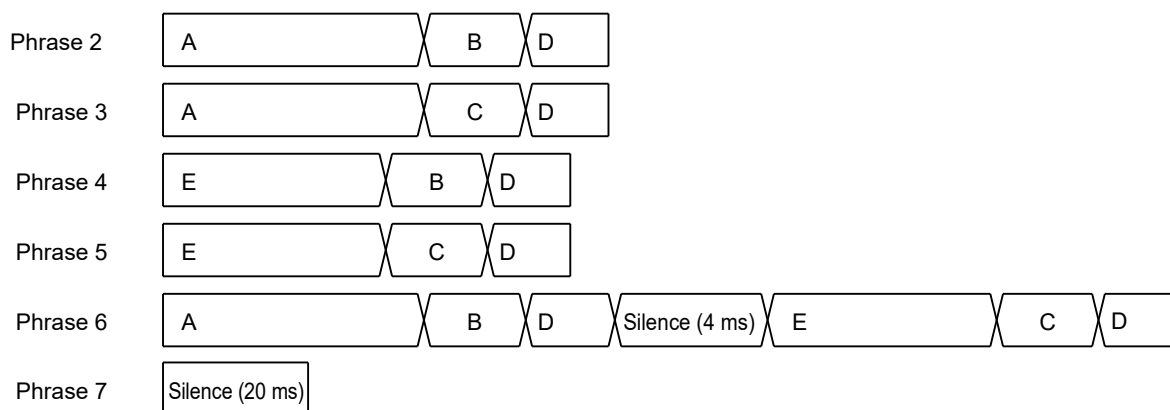 Phrase 2 A B D
Phrase 3 A C D
Phrase 4 E B D
Phrase 5 E C D
Phrase 6 A B D Silence (4 ms) E C D
Phrase 7 Silence (20 ms)